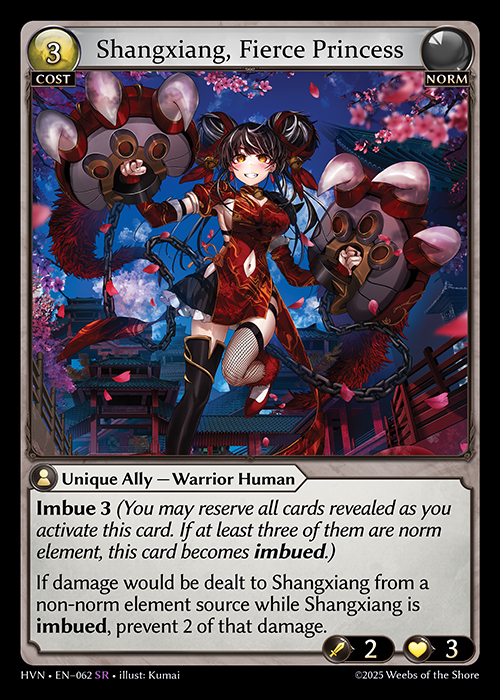 3
Shangxiang, Fierce Princess
COST
NORM
Unique Ally — Warrior Human
Imbue 3 (You may reserve all cards revealed as you
activate this card. If at least three of them are norm
element, this card becomes imbued.)
If damage would be dealt to Shangxiang from a
non-norm element source while Shangxiang is
imbued, prevent 2 of that damage.
2
3
HVN • EN–062 SR • illust: Kumai
©2025 Weebs of the Shore